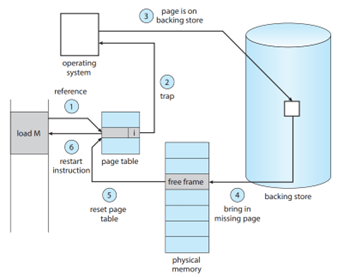 3
page is on
backing store
operating
system
2
trap
reference
1
load M
i
6
restart
instruction
page table
free frame
5
reset page
table
4
bring in
missing page
backing store
physical
memory